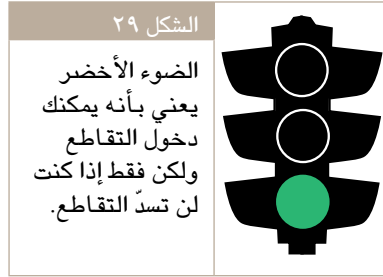 الشكل ٢٩
الضوء الأخضر
يعني بأنه يمكنك
دخول التقاطع
ولكن فقط إذا كنت
لن تسدّ التقاطع.